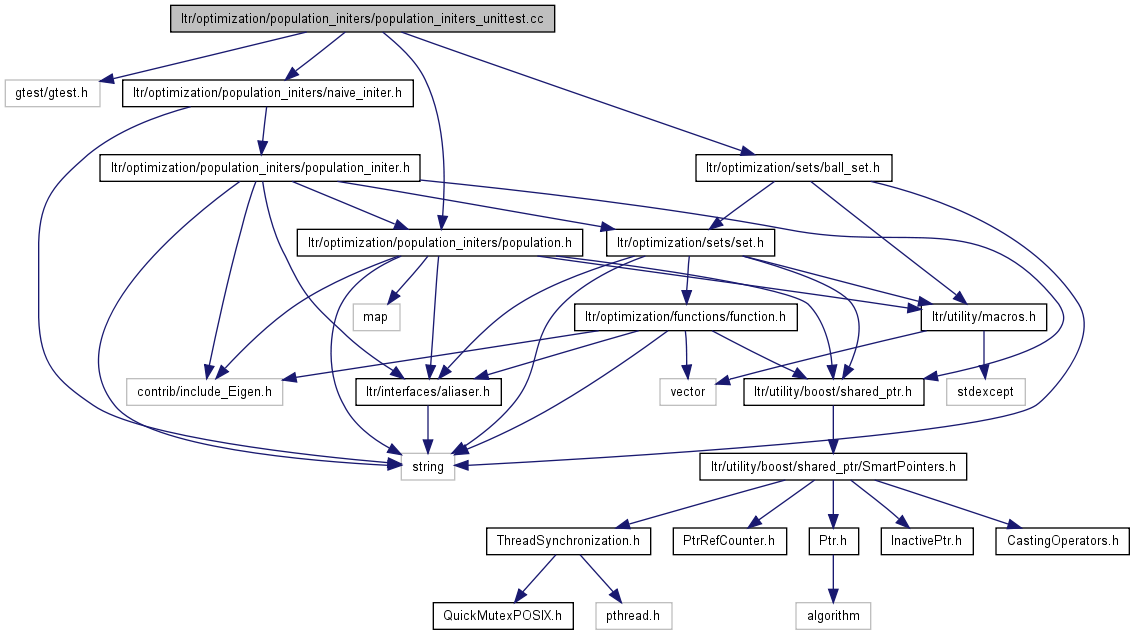 ltr/optimization/population_initers/population_initers_unittest.cc
gtest/gtest.h
ltr/optimization/population_initers/naive_initer.h
ltr/optimization/population_initers/population_initer.h
ltr/optimization/sets/ball_set.h
ltr/optimization/population_initers/population.h
ltr/optimization/sets/set.h
map
ltr/optimization/functions/function.h
ltr/utility/macros.h
contrib/include_Eigen.h
ltr/interfaces/aliaser.h
vector
ltr/utility/boost/shared_ptr.h
stdexcept
string
ltr/utility/boost/shared_ptr/SmartPointers.h
ThreadSynchronization.h
PtrRefCounter.h
Ptr.h
InactivePtr.h
CastingOperators.h
QuickMutexPOSIX.h
pthread.h
algorithm